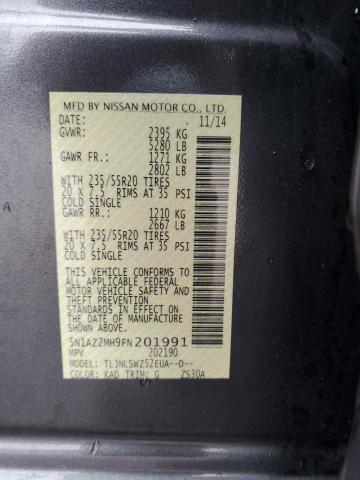 MFD BY NISSAN MOTOR CO., LTD.
DATE: 11/14
GVWR: 2395 KG
5280 LB
GAWR FR.: 1271 KG
2802 LB
WITH 235/55R20 TIRES
20 X 7.5 RIMS AT 35 PSI
COLD SINGLE
GAWR RR.: 1210 KG
2667 LB
WITH 235/55R20 TIRES
20 X 7.5 RIMS AT 35 PSI
COLD SINGLE
THIS VEHICLE CONFORMS TO
ALL APPLICABLE U.S.
FEDERAL MOTOR VEHICLE
SAFETY AND THEFT PREVENTION
STANDARDS IN EFFECT ON THE
DATE OF MANUFACTURE SHOWN
ABOVE.
5N1AZ2MH9FN201991
MPV 202190
MODEL: TLJNLSWZ52EUA--D--
COLOR: KAD TRIM: G ZS30A